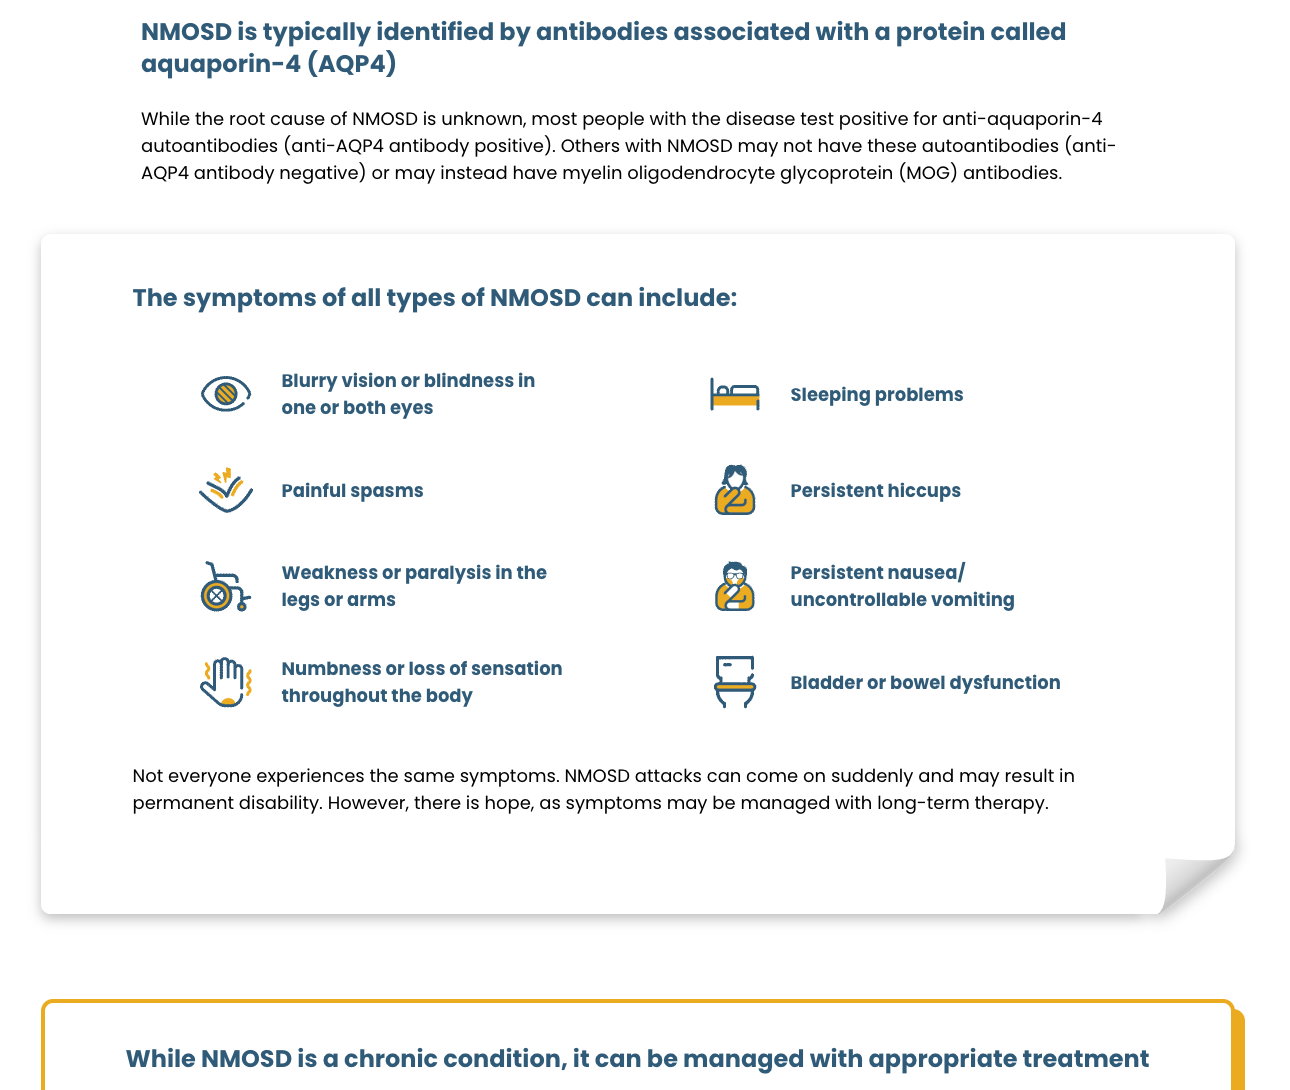 NMOSD is typically identified by antibodies associated with a protein called
aquaporin-4 (AQP4)
While the root cause of NMOSD is unknown, most people with the disease test positive for anti-aquaporin-4
autoantibodies (anti-AQP4 antibody positive). Others with NMOSD may not have these autoantibodies (anti-
AQP4 antibody negative) or may instead have myelin oligodendrocyte glycoprotein (MOG) antibodies.
The symptoms of all types of NMOSD can include:
Blurry vision or blindness in
one or both eyes
Sleeping problems
Painful spasms
Persistent hiccups
Weakness or paralysis in the
legs or arms
Persistent nausea/
uncontrollable vomiting
Numbness or loss of sensation
throughout the body
Bladder or bowel dysfunction
Not everyone experiences the same symptoms. NMOSD attacks can come on suddenly and may result in
permanent disability. However, there is hope, as symptoms may be managed with long-term therapy.
While NMOSD is a chronic condition, it can be managed with appropriate treatment